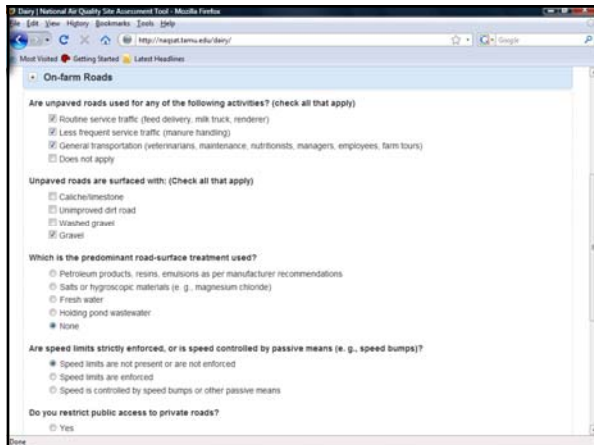 Dairy | National Air Quality Site Assessment Tool - Mozilla Firefox
File Edit View History Bookmarks Tools Help
http://naqsat.tamu.edu/dairy/
Google
Most Visited Getting Started Latest Headlines
On-farm Roads
Are unpaved roads used for any of the following activities? (check all that apply)
Routine service traffic (feed delivery, milk truck, renderer)
Less frequent service traffic (manure handling)
General transportation (veterinarians, maintenance, nutritionists, managers, employees, farm tours)
Does not apply
Unpaved roads are surfaced with: (Check all that apply)
Caliche/limestone
Unimproved dirt road
Washed gravel
Gravel
Which is the predominant road-surface treatment used?
Petroleum products, resins, emulsions as per manufacturer recommendations
Salts or hygroscopic materials (e. g., magnesium chloride)
Fresh water
Holding pond wastewater
None
Are speed limits strictly enforced, or is speed controlled by passive means (e. g., speed bumps)?
Speed limits are not present or are not enforced
Speed limits are enforced
Speed is controlled by speed bumps or other passive means
Do you restrict public access to private roads?
Yes
Done